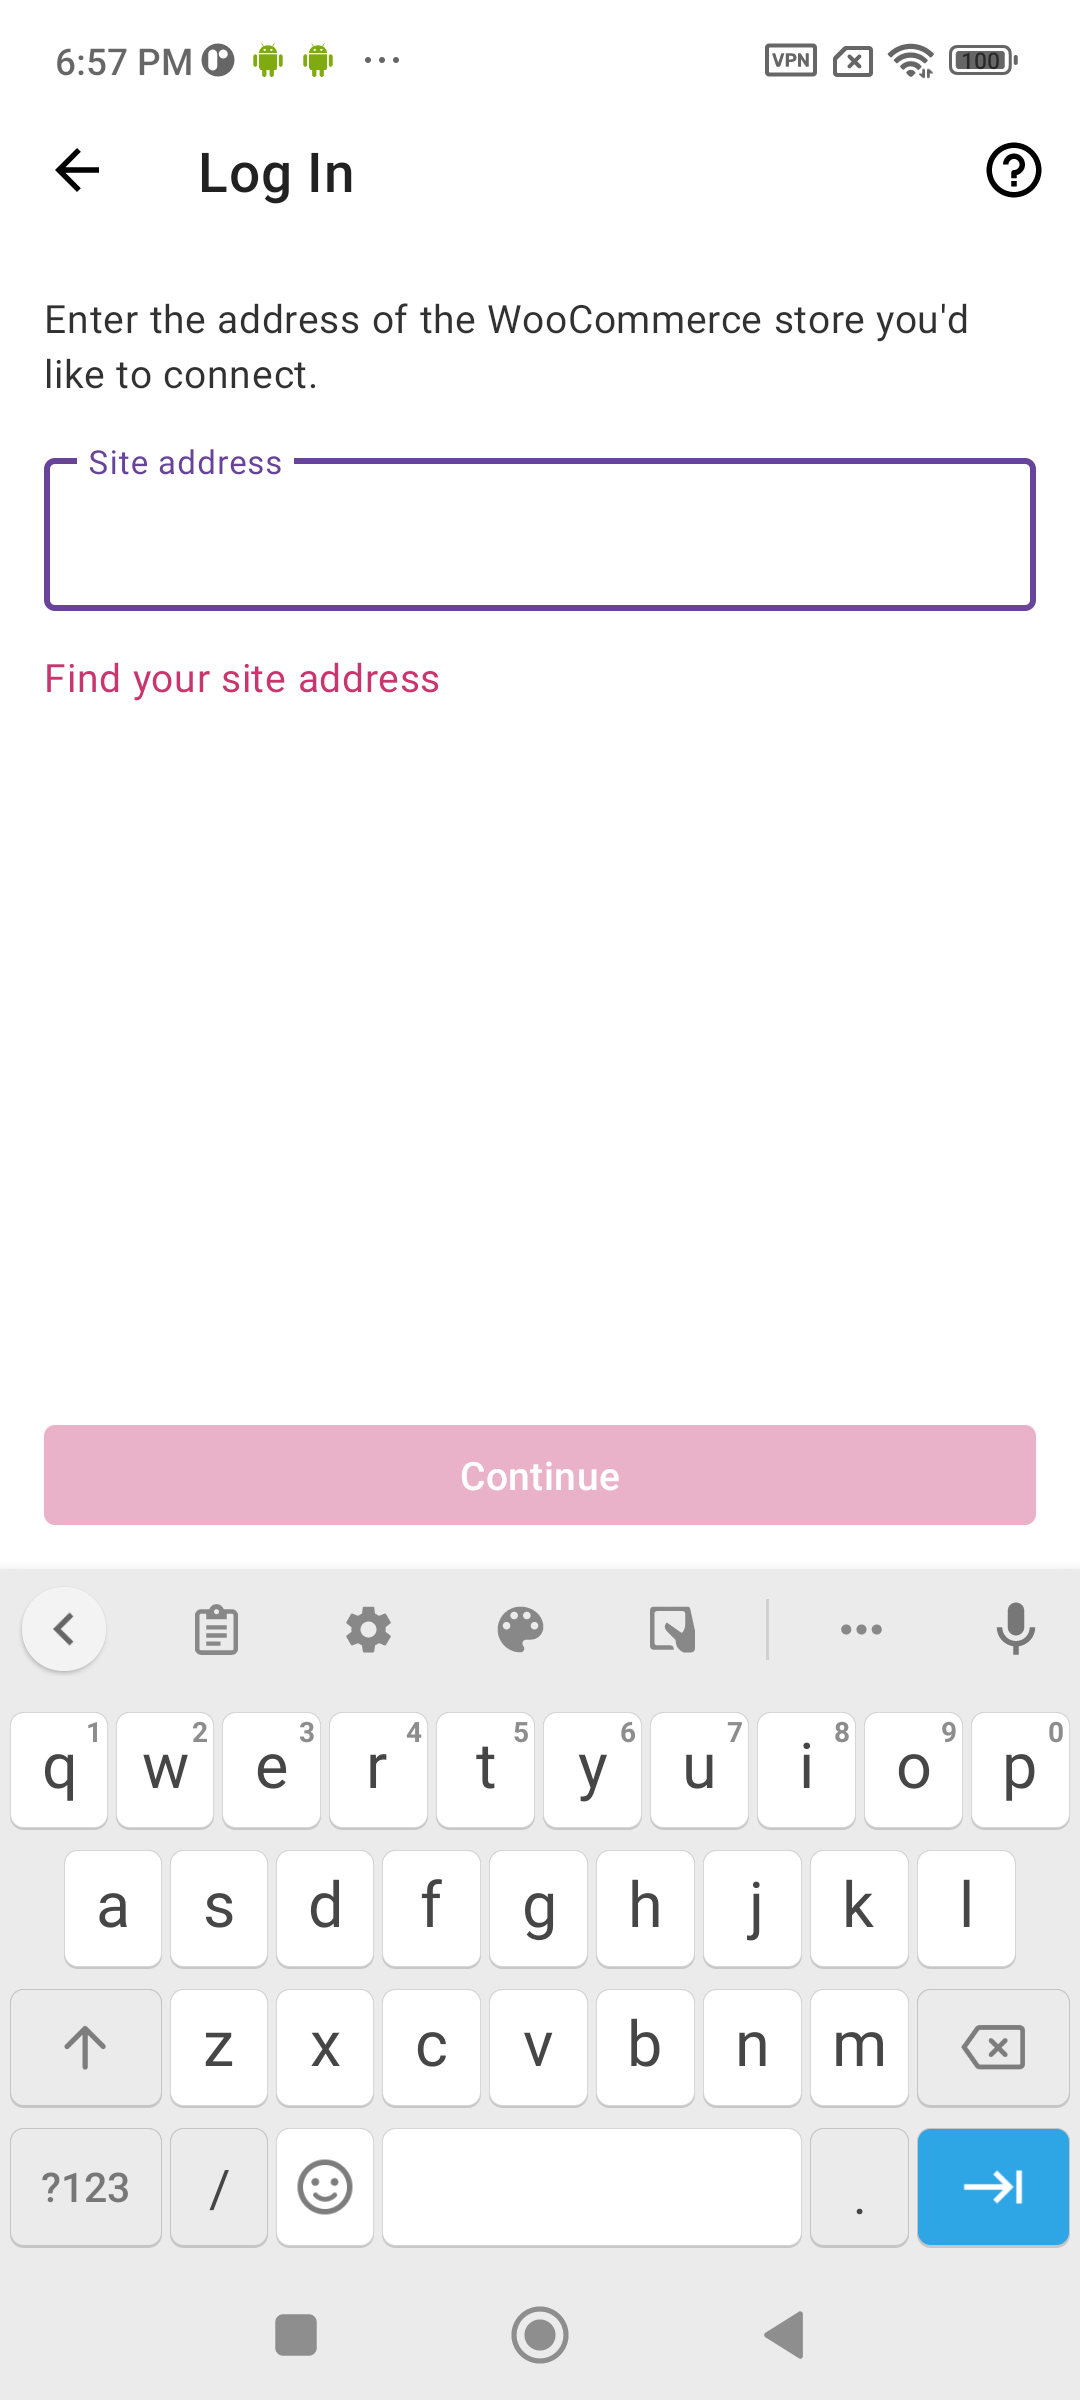 6:57 PM
VPN
100
Log In
Enter the address of the WooCommerce store you'd
like to connect.
Site address
Find your site address
Continue
q 1 w 2 e 3 r 4 t 5 y 6 u 7 i 8 o 9 p 0
a s d f g h j k l
z x c v b n m
?123 / .